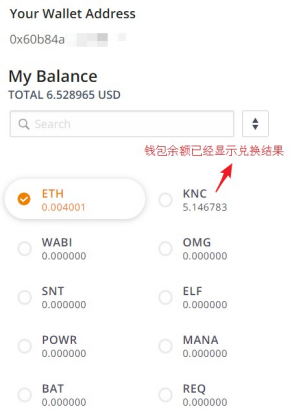 Your Wallet Address
0x60b84a
My Balance
TOTAL 6.528965 USD
Search
钱包余额已经显示兑换结果
ETH
0.004001
KNC
5.146783
WABI
0.000000
OMG
0.000000
SNT
0.000000
ELF
0.000000
POWR
0.000000
MANA
0.000000
BAT
0.000000
REQ
0.000000